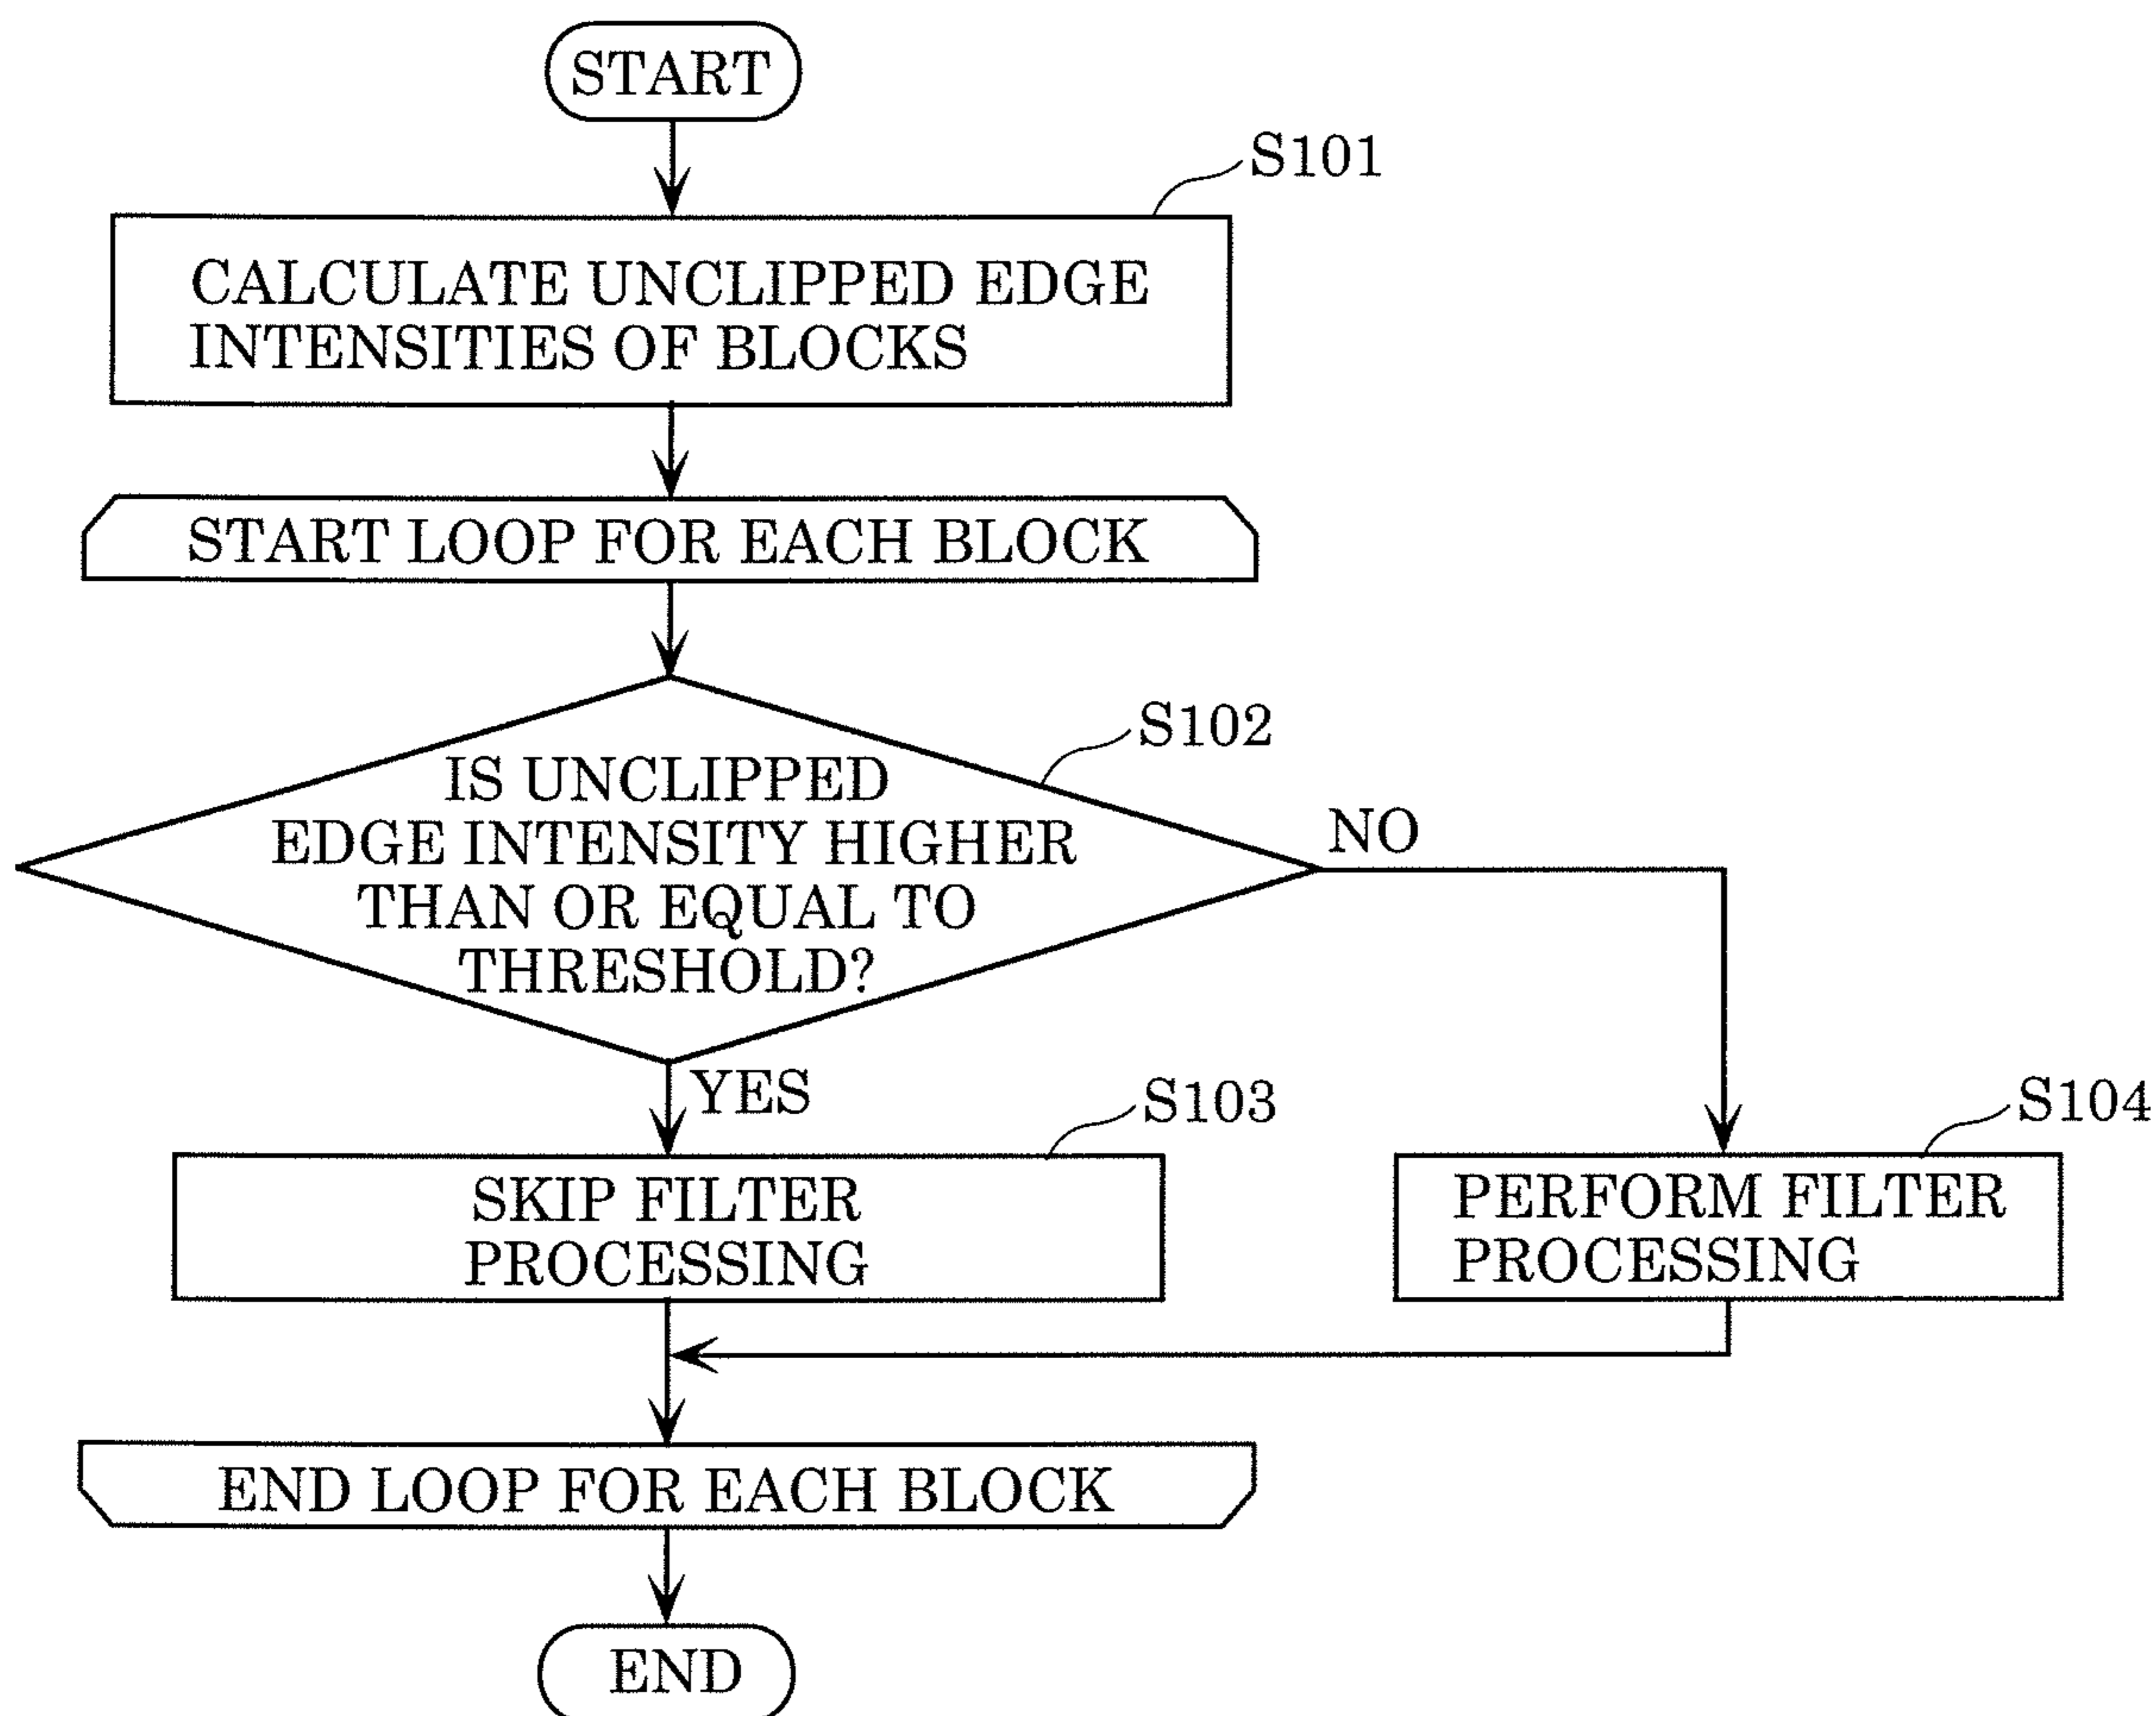 START
S101
CALCULATE UNCLIPPED EDGE
INTENSITIES OF BLOCKS
START LOOP FOR EACH BLOCK
S102
IS UNCLIPPED
EDGE INTENSITY HIGHER
THAN OR EQUAL TO
THRESHOLD?
NO
YES
S103
SKIP FILTER
PROCESSING
S104
PERFORM FILTER
PROCESSING
END LOOP FOR EACH BLOCK
END